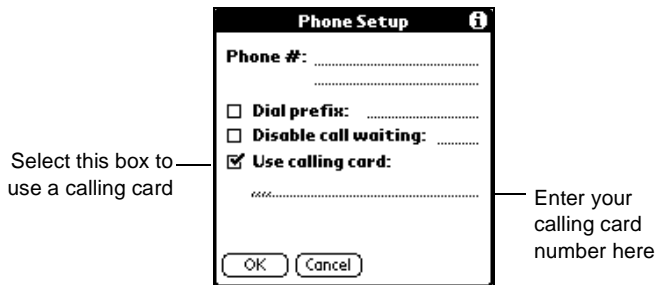 Phone Setup i
Phone #:
Dial prefix:
Disable call waiting:
Select this box to
use a calling card
Use calling card:
,,,,
Enter your
calling card
number here
OK Cancel